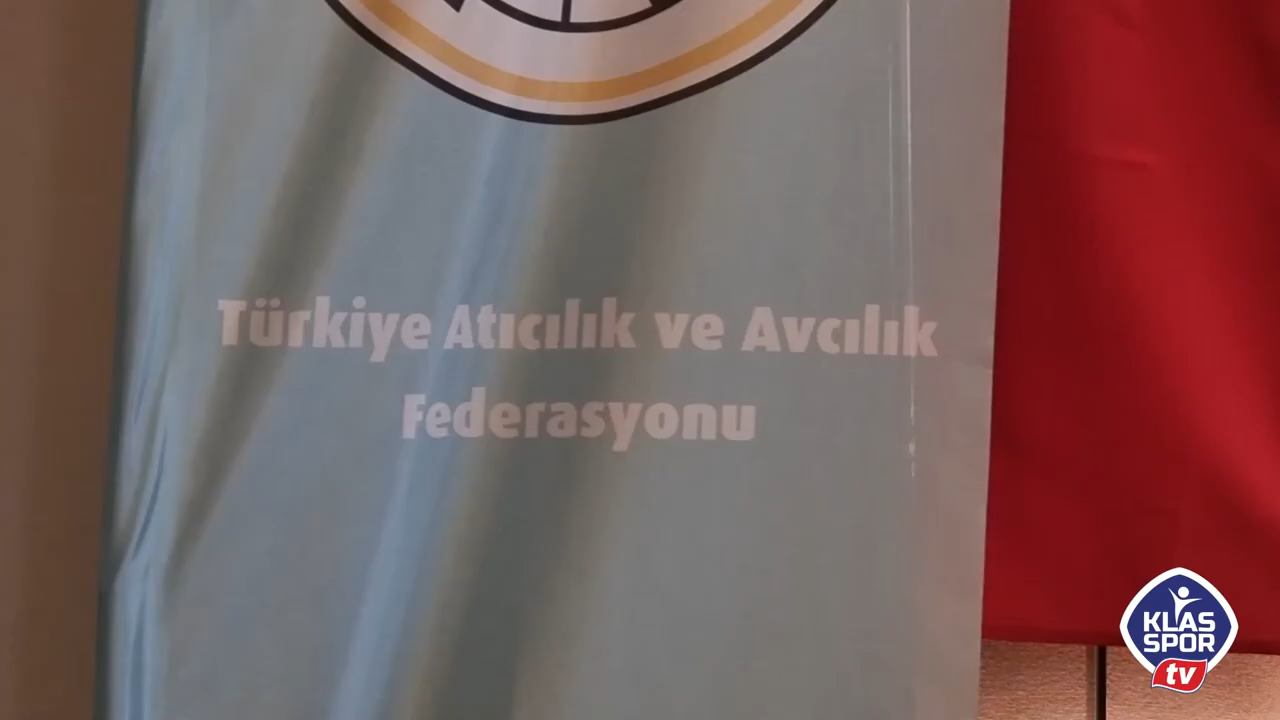 Türkiye Atıcılık ve Avcılık
Federasyonu
KLAS
SPOR
tv